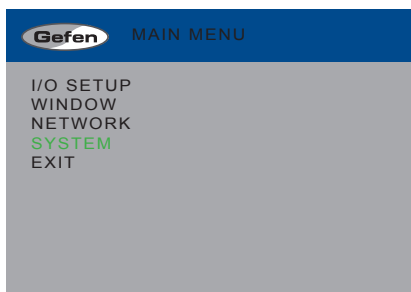 Gefen MAIN MENU
I/O SETUP
WINDOW
NETWORK
SYSTEM
EXIT